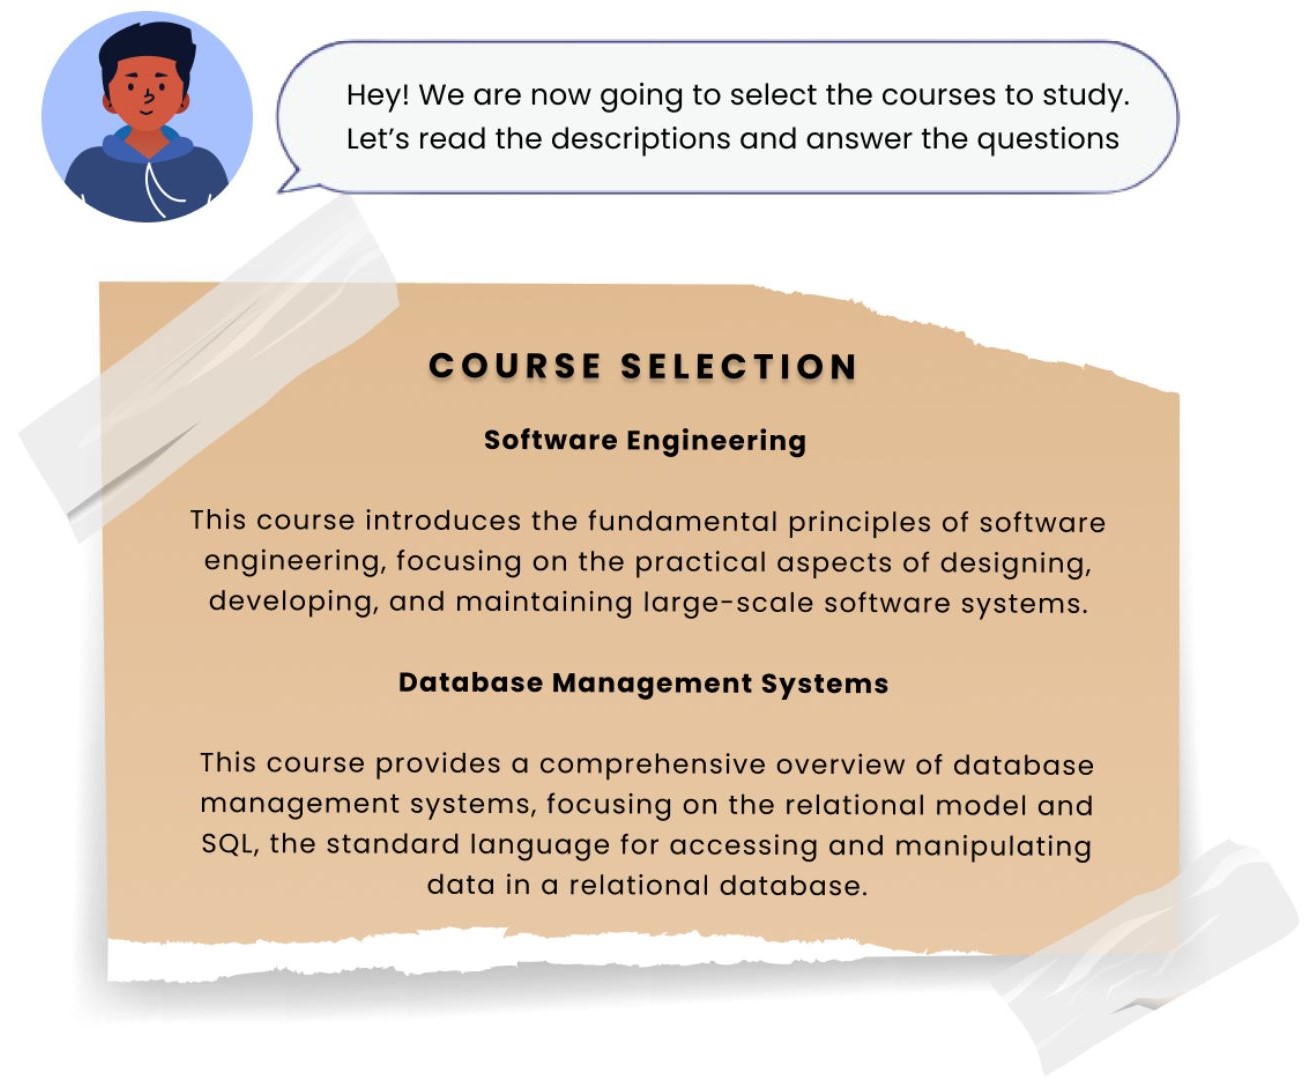 Hey! We are now going to select the courses to study.
Let's read the descriptions and answer the questions
COURSE SELECTION
Software Engineering
This course introduces the fundamental principles of software
engineering, focusing on the practical aspects of designing,
developing, and maintaining large-scale software systems.
Database Management Systems
This course provides a comprehensive overview of database
management systems, focusing on the relational model and
SQL, the standard language for accessing and manipulating
data in a relational database.